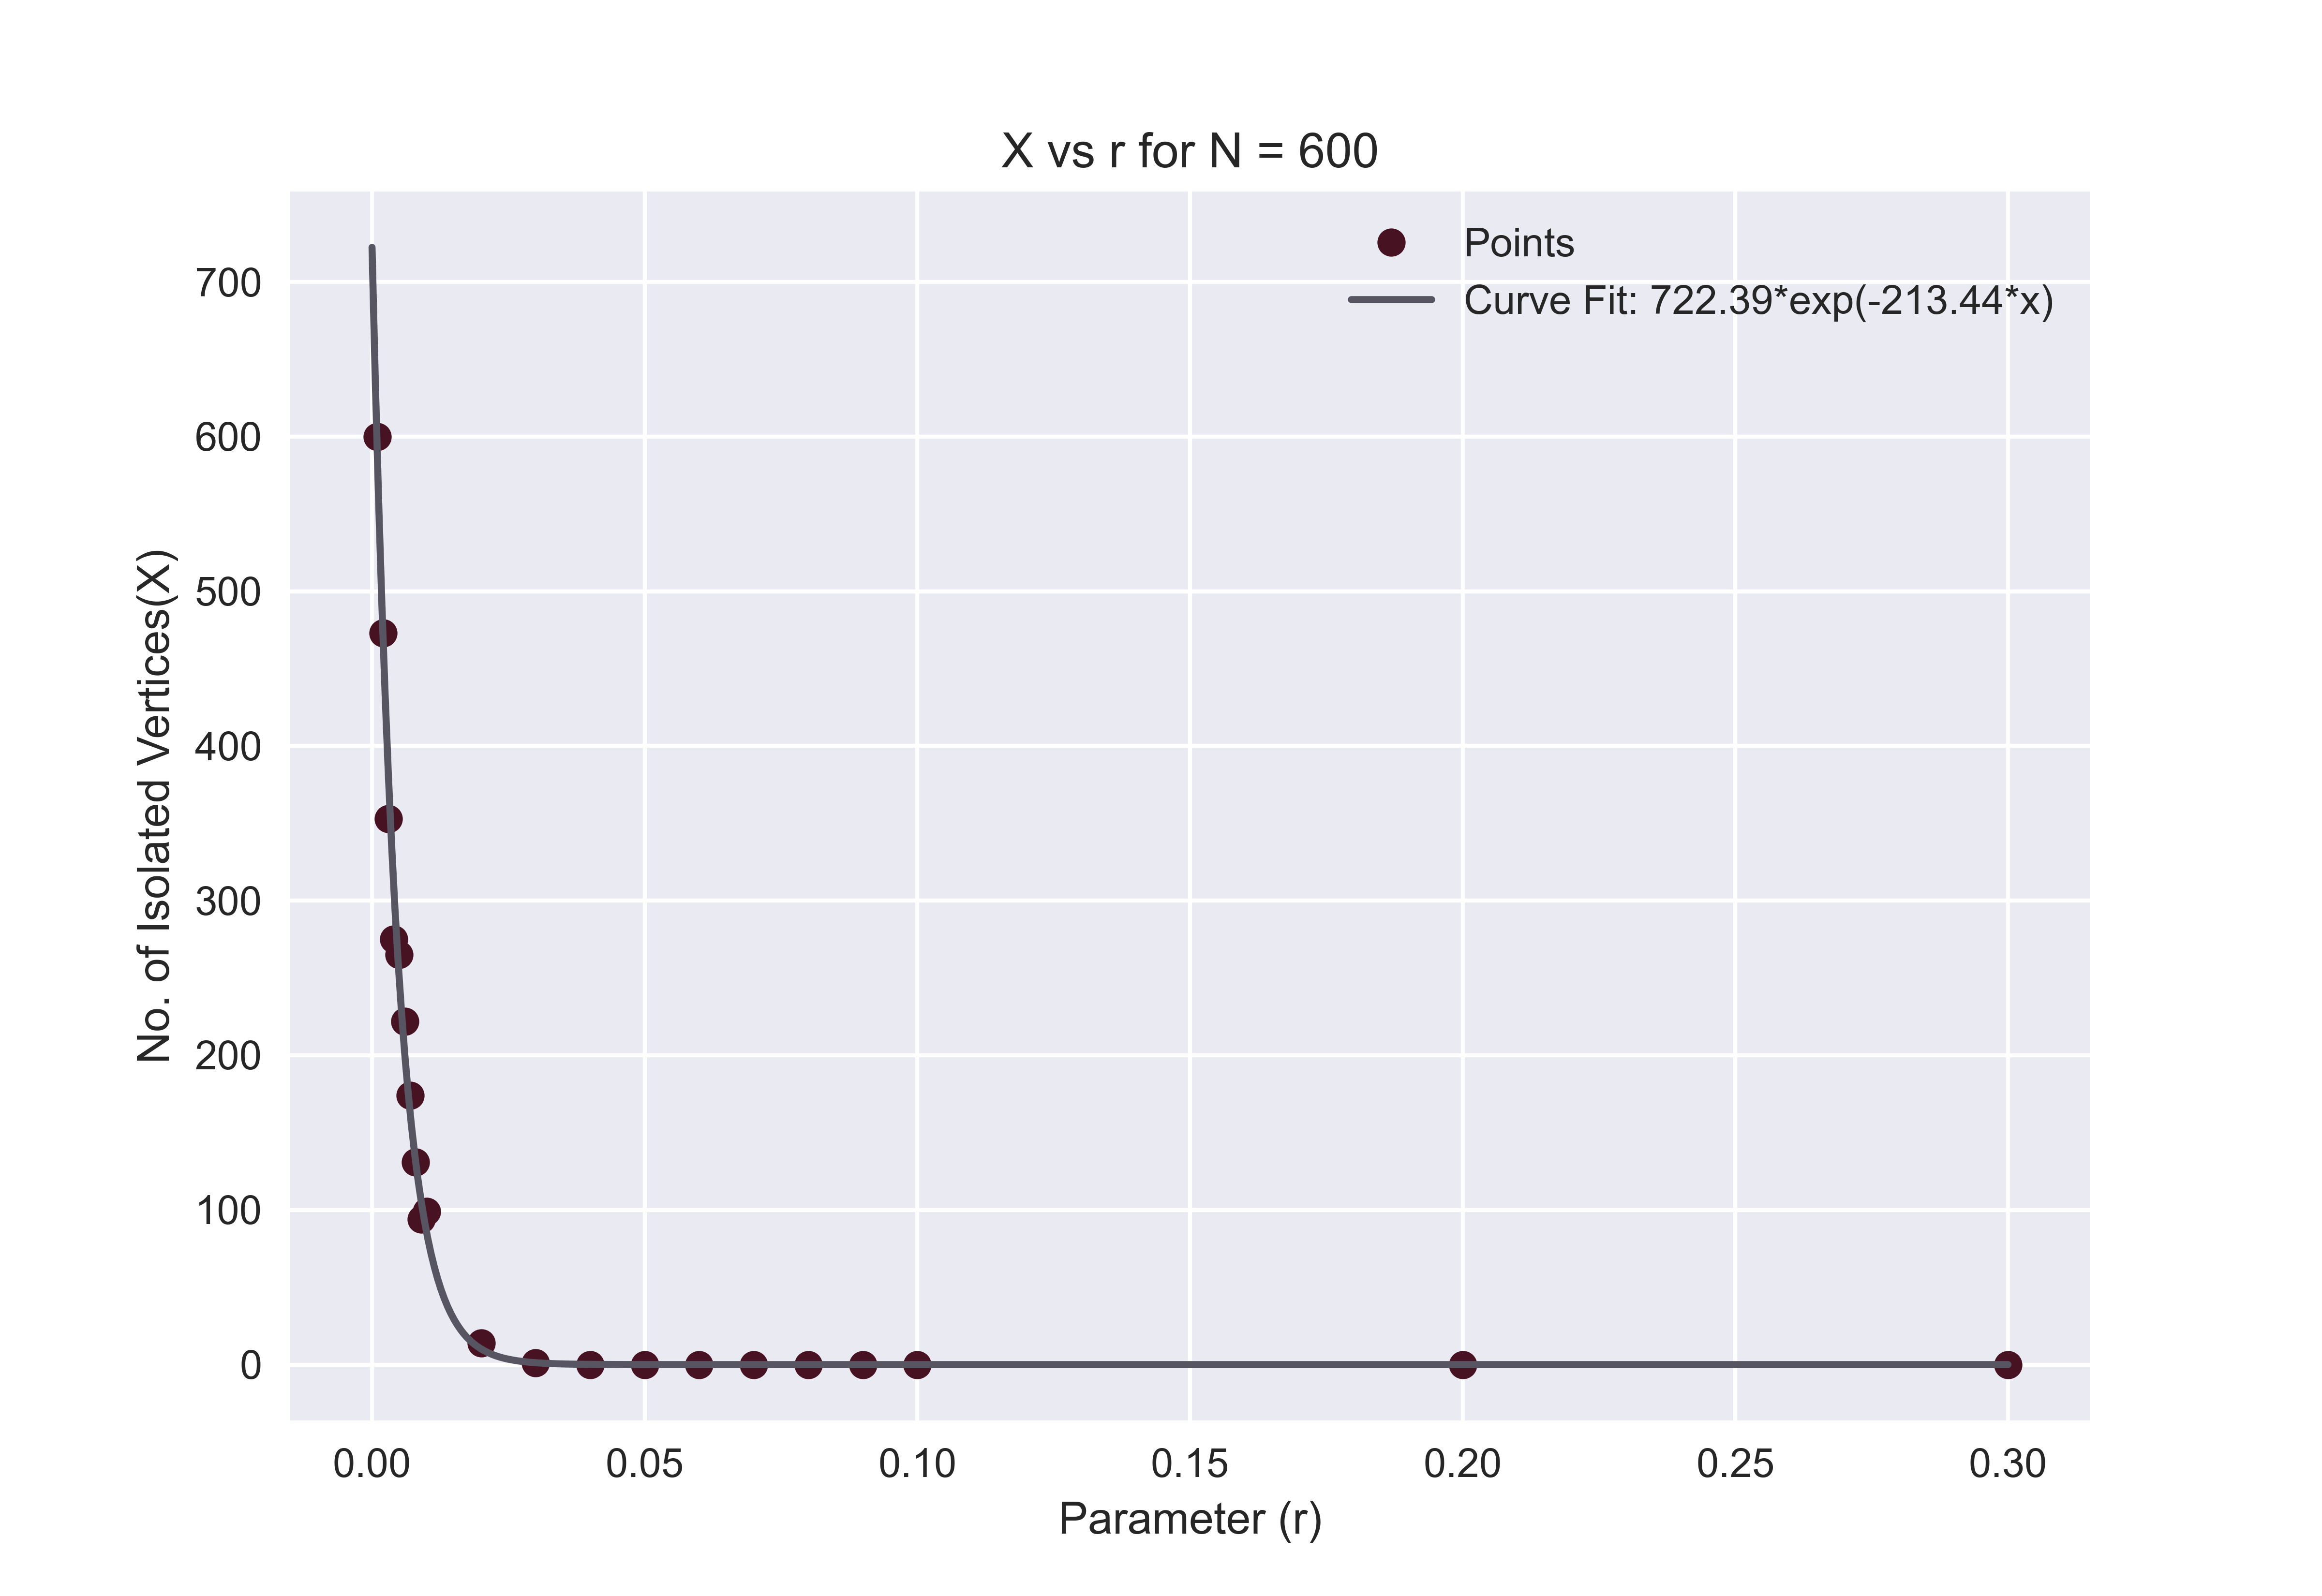 X vs r for N = 600
Points
Curve Fit: 722.39*exp(-213.44*x)
No. of Isolated Vertices(X)
700
600
500
400
300
200
100
0
0.00 0.05 0.10 0.15 0.20 0.25 0.30
Parameter (r)